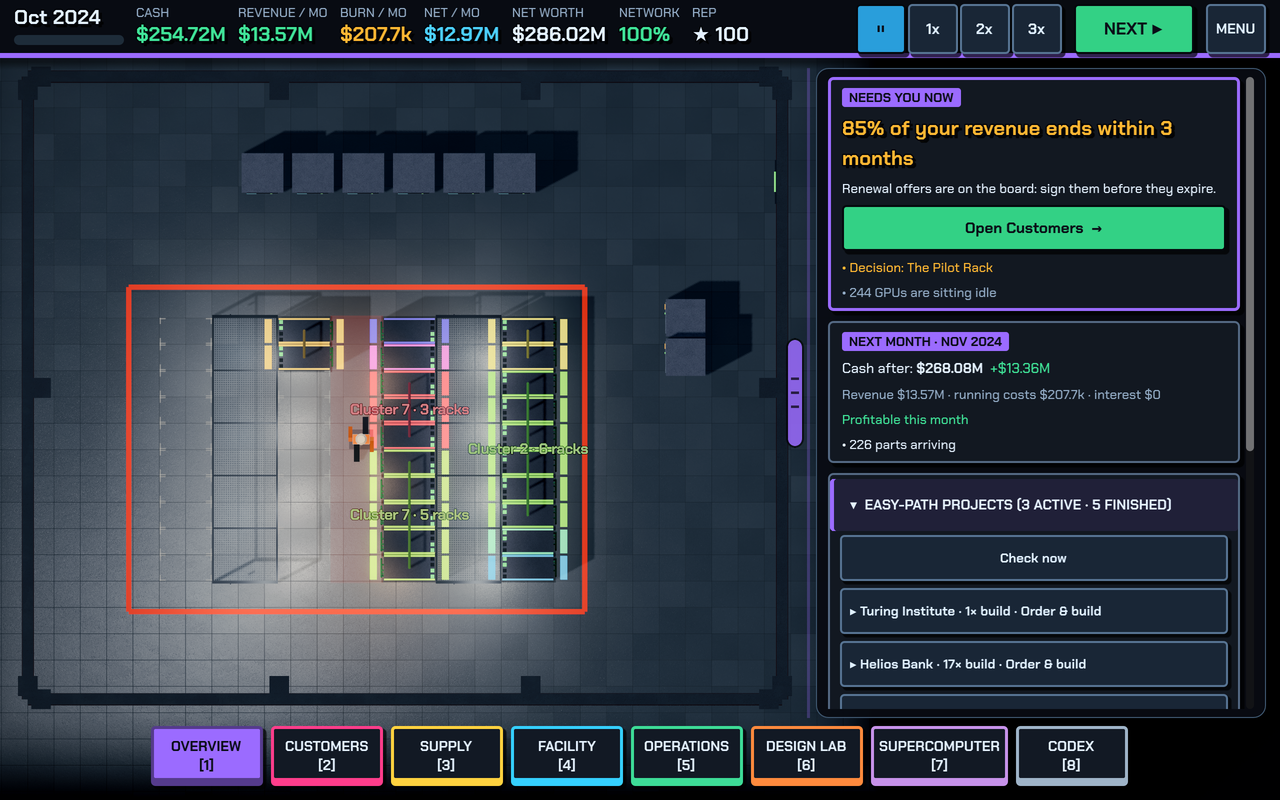 Oct 2024
CASH
$254.72M
REVENUE / MO
$13.57M
BURN / MO
$207.7k
NET / MO
$12.97M
NET WORTH
$286.02M
NETWORK
100%
REP
★ 100
1x
2x
3x
NEXT ▶
MENU
NEEDS YOU NOW
85% of your revenue ends within 3
months
Renewal offers are on the board: sign them before they expire.
Open Customers →
• Decision: The Pilot Rack
• 244 GPUs are sitting idle
NEXT MONTH · NOV 2024
Cash after: $268.08M +$13.36M
Revenue $13.57M · running costs $207.7k · interest $0
Profitable this month
• 226 parts arriving
▼ EASY-PATH PROJECTS (3 ACTIVE · 5 FINISHED)
Check now
▸ Turing Institute · 1× build · Order & build
▸ Helios Bank · 17× build · Order & build
Cluster 7 · 3 racks
Cluster 2 · 6 racks
Cluster 7 · 5 racks
OVERVIEW
[1]
CUSTOMERS
[2]
SUPPLY
[3]
FACILITY
[4]
OPERATIONS
[5]
DESIGN LAB
[6]
SUPERCOMPUTER
[7]
CODEX
[8]